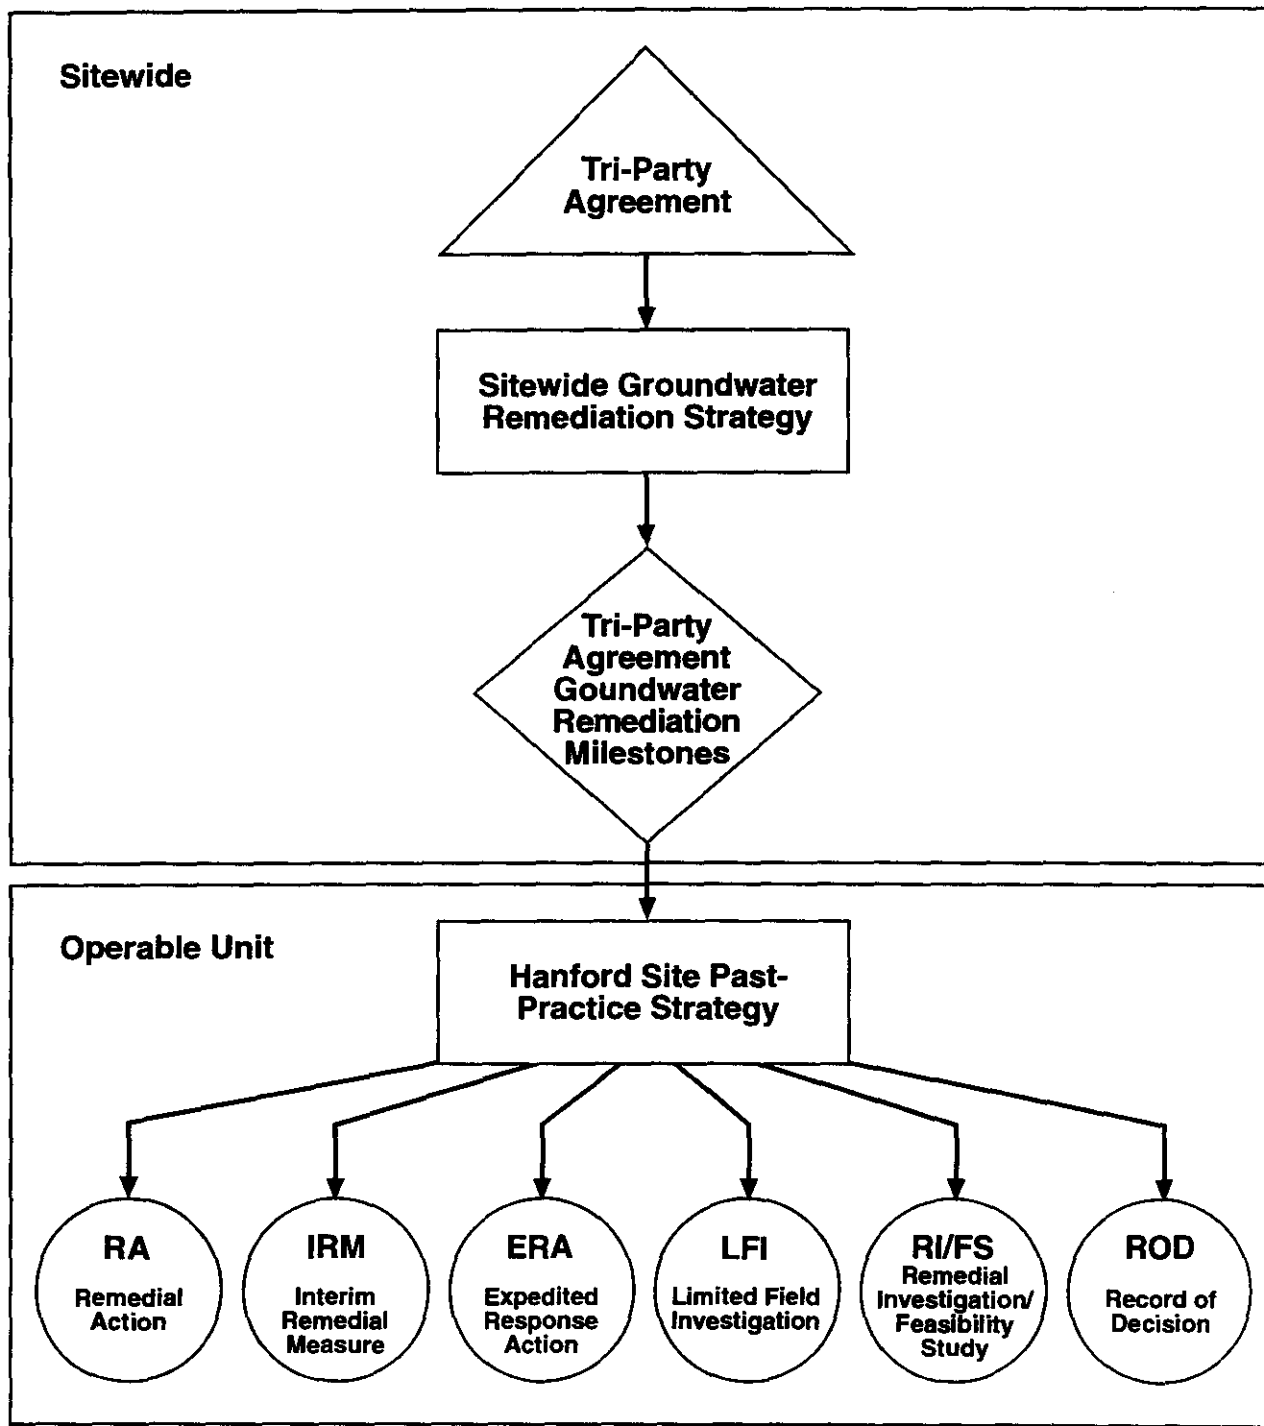 Sitewide
Tri-Party
Agreement
Sitewide Groundwater
Remediation Strategy
Tri-Party
Agreement
Goundwater
Remediation
Milestones
Operable Unit
Hanford Site Past-
Practice Strategy
RA
Remedial
Action
IRM
Interim
Remedial
Measure
ERA
Expedited
Response
Action
LFI
Limited Field
Investigation
RI/FS
Remedial
Investigation/
Feasibility
Study
ROD
Record of
Decision